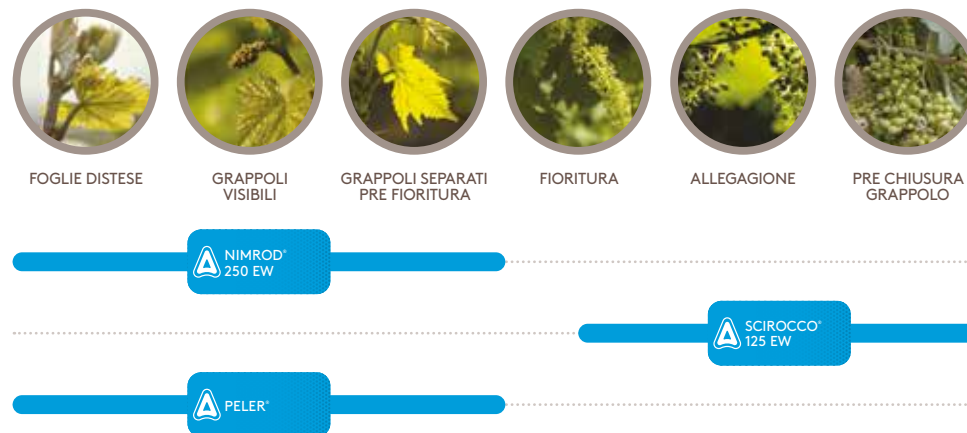 FOGLIE DISTESE
GRAPPOLI
VISIBILI
GRAPPOLI SEPARATI
PRE FIORITURA
FIORITURA
ALLEGAGIONE
PRE CHIUSURA
GRAPPOLO
NIMROD®
250 EW
SCIROCCO®
125 EW
PELER®